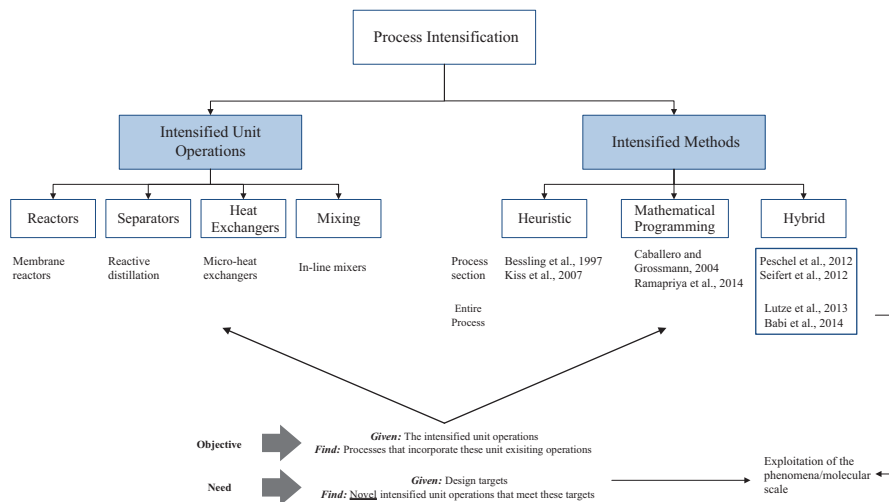 Process Intensification
Intensified Unit
Operations
Intensified Methods
Reactors
Separators
Heat
Exchangers
Mixing
Heuristic
Mathematical
Programming
Hybrid
Membrane
reactors
Reactive
distillation
Micro-heat
exchangers
In-line mixers
Process
section
Bessling et al., 1997
Kiss et al., 2007
Caballero and
Grossmann, 2004
Ramapriya et al., 2014
Peschel et al., 2012
Seifert et al., 2012
Entire
Process
Lutze et al., 2013
Babi et al., 2014
Objective
Given: The intensified unit operations
Find: Processes that incorporate these unit exisiting operations
Need
Given: Design targets
Find: Novel intensified unit operations that meet these targets
Exploitation of
the
phenomena/molecular
scale